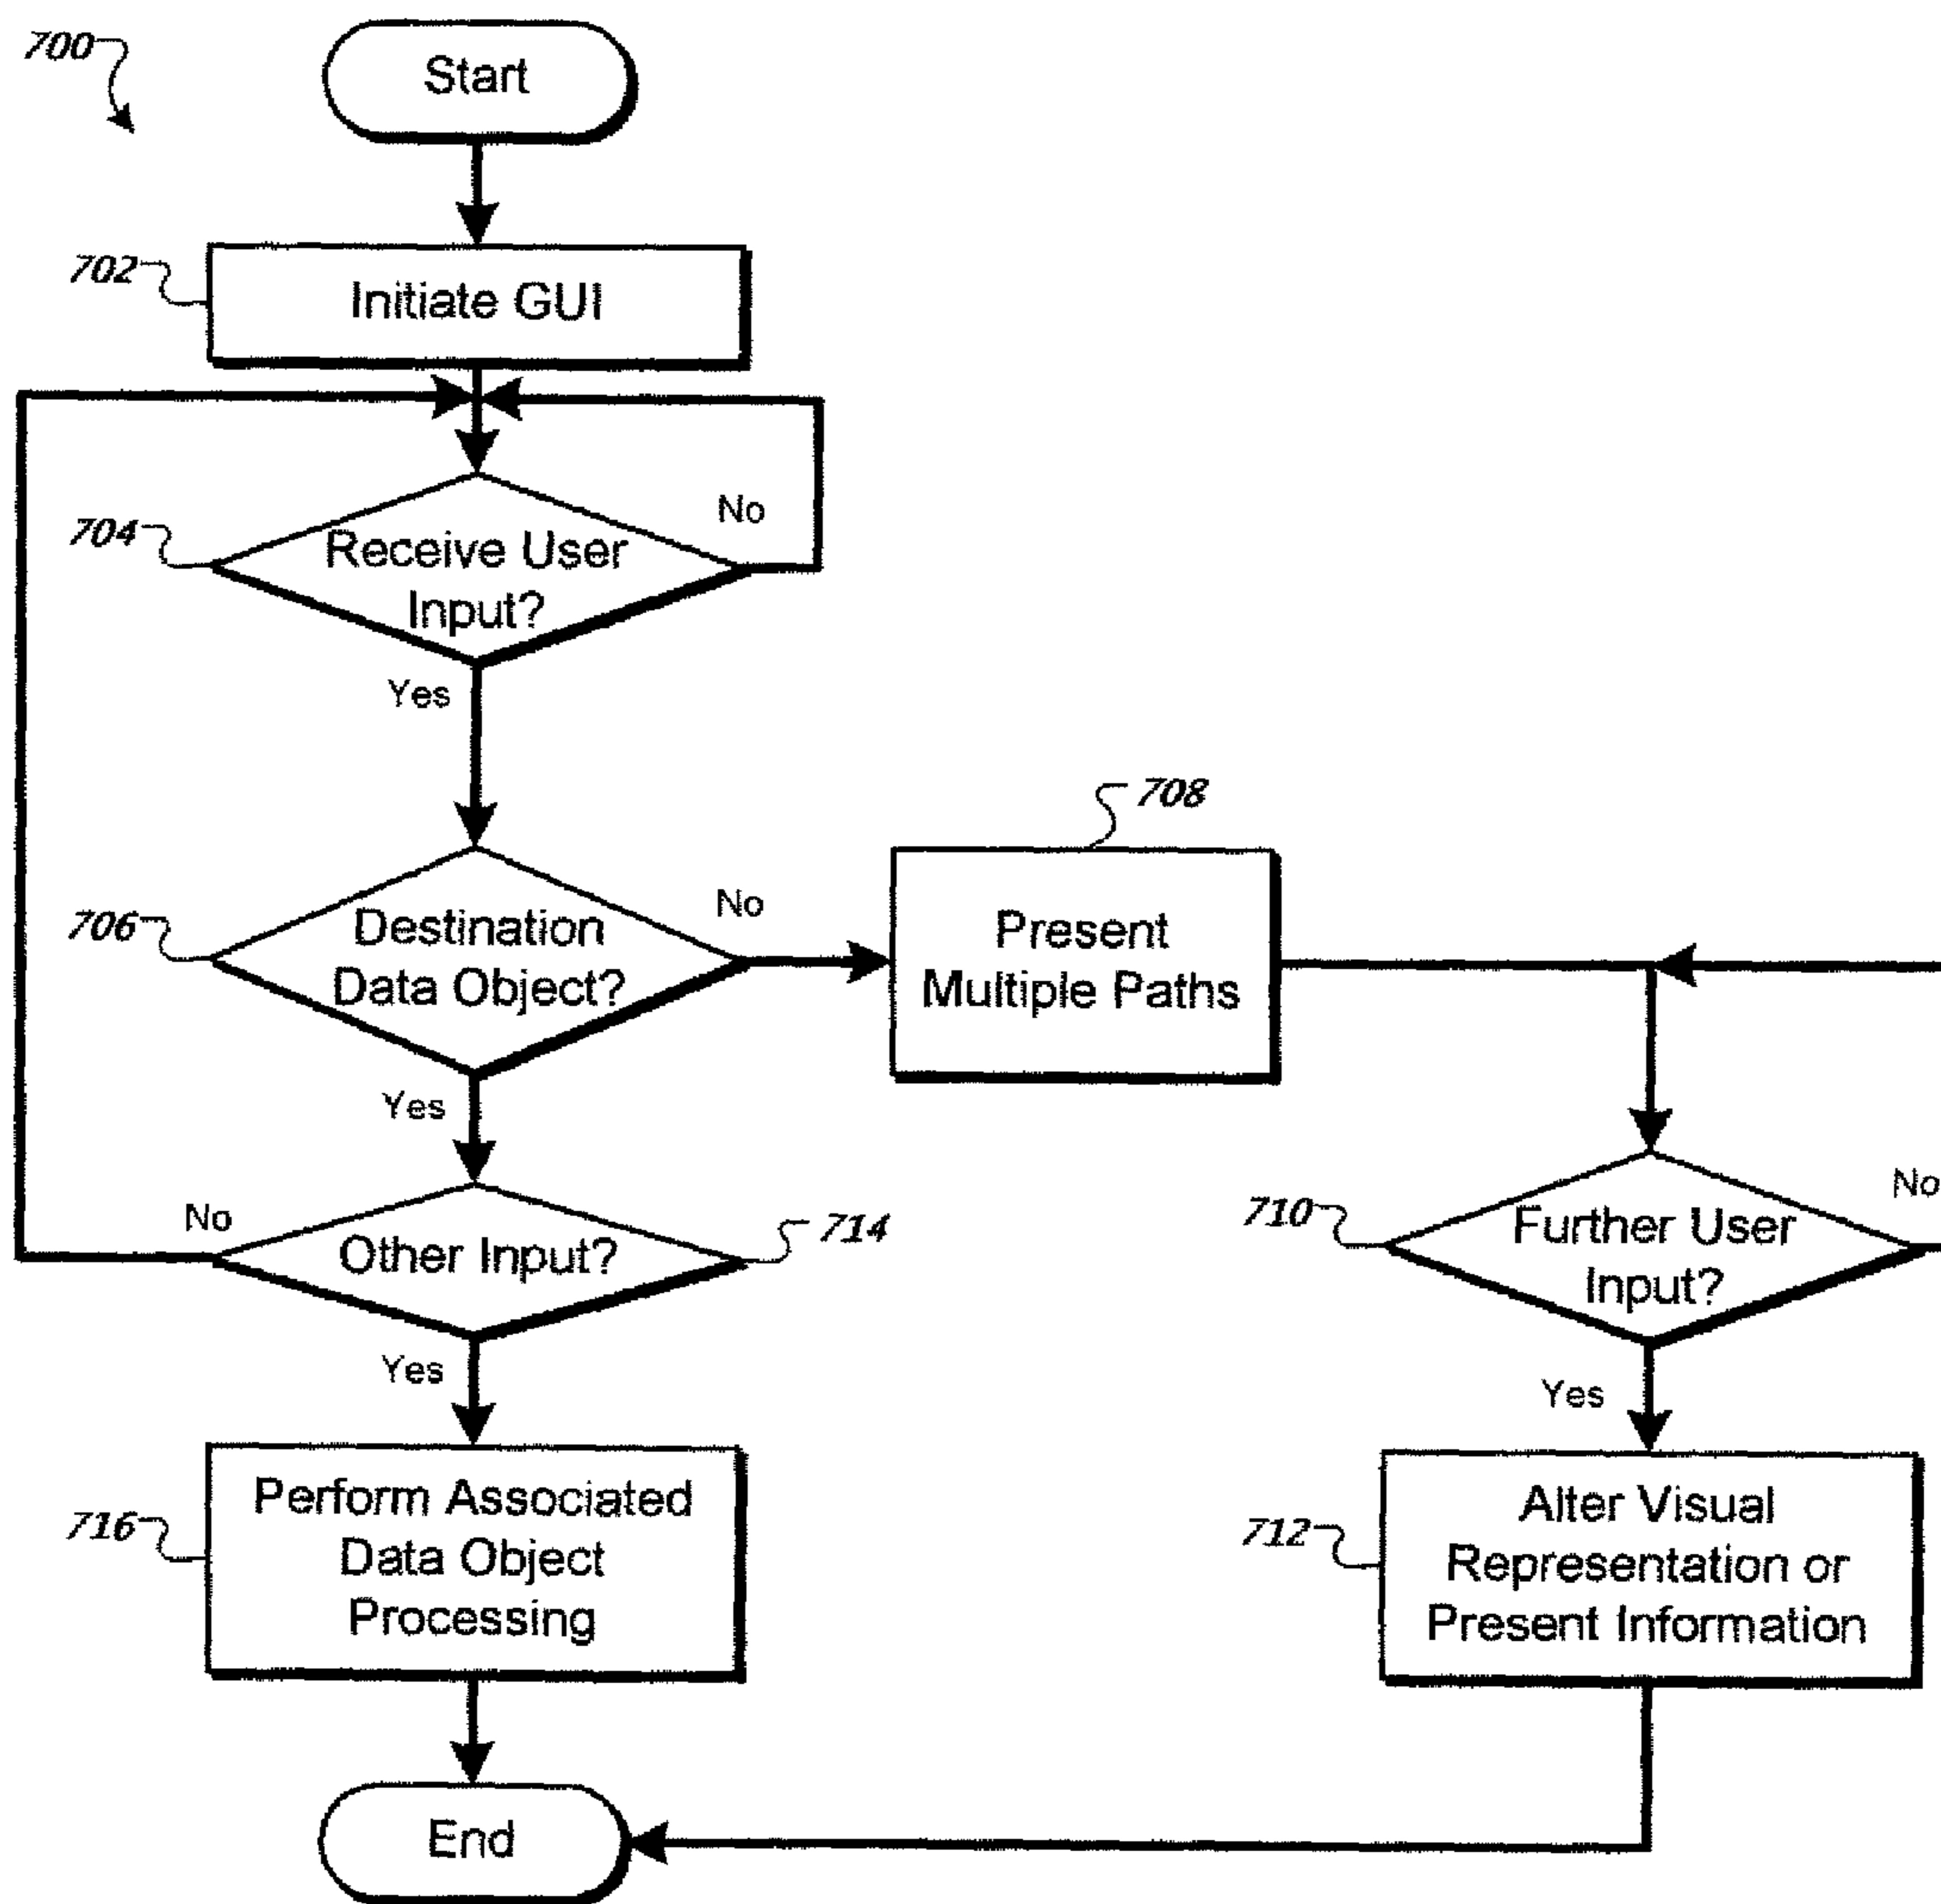 700
Start
702
Initiate GUI
704
Receive User
Input?
No
Yes
706
Destination
Data Object?
No
Yes
708
Present
Multiple Paths
710
Further User
Input?
No
Yes
712
Alter Visual
Representation or
Present Information
714
Other Input?
No
Yes
716
Perform Associated
Data Object
Processing
End